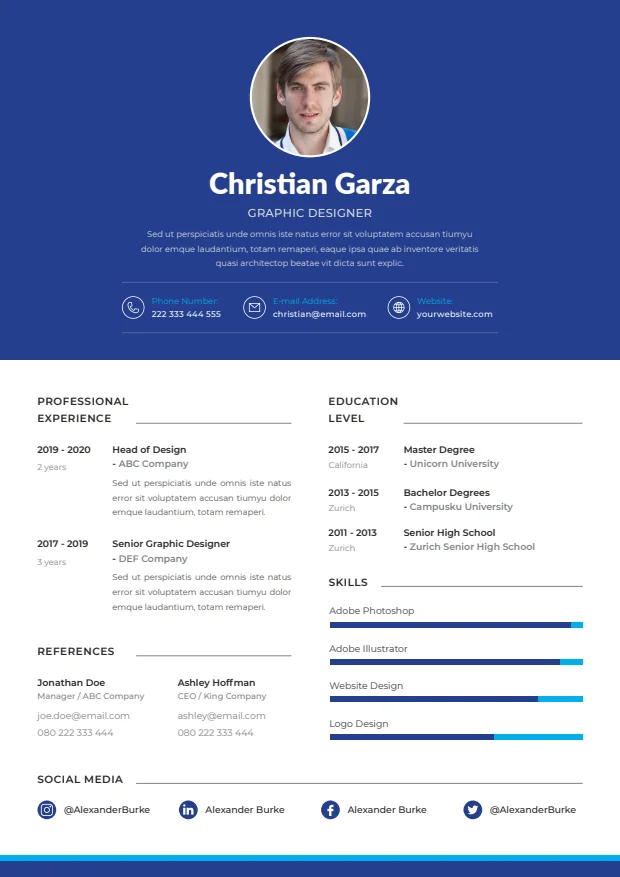 Christian Garza
GRAPHIC DESIGNER
Sed ut perspiciatis unde omnis iste natus error sit voluptatem accusan tiumyu
dolor emque laudantium, totam remaperi, eaque ipsa quae ab inventore veritatis
quasi architectop beatae vit dicta sunt explic.
Phone Number:
222 333 444 555
E-mail Address:
christian@email.com
Website:
yourwebsite.com
PROFESSIONAL
EXPERIENCE
2019 - 2020
2 years
Head of Design
- ABC Company
Sed ut perspiciatis unde omnis iste natus
error sit voluptatem accusan tiumyu dolor
emque laudantium, totam remaperi.
2017 - 2019
3 years
Senior Graphic Designer
- DEF Company
Sed ut perspiciatis unde omnis iste natus
error sit voluptatem accusan tiumyu dolor
emque laudantium, totam remaperi.
REFERENCES
Jonathan Doe
Manager / ABC Company
joe.doe@email.com
080 222 333 444
Ashley Hoffman
CEO / King Company
ashley@email.com
080 222 333 444
EDUCATION
LEVEL
2015 - 2017
California
Master Degree
- Unicorn University
2013 - 2015
Zurich
Bachelor Degrees
- Campusku University
2011 - 2013
Zurich
Senior High School
- Zurich Senior High School
SKILLS
Adobe Photoshop
Adobe Illustrator
Website Design
Logo Design
SOCIAL MEDIA
@AlexanderBurke
Alexander Burke
Alexander Burke
@AlexanderBurke